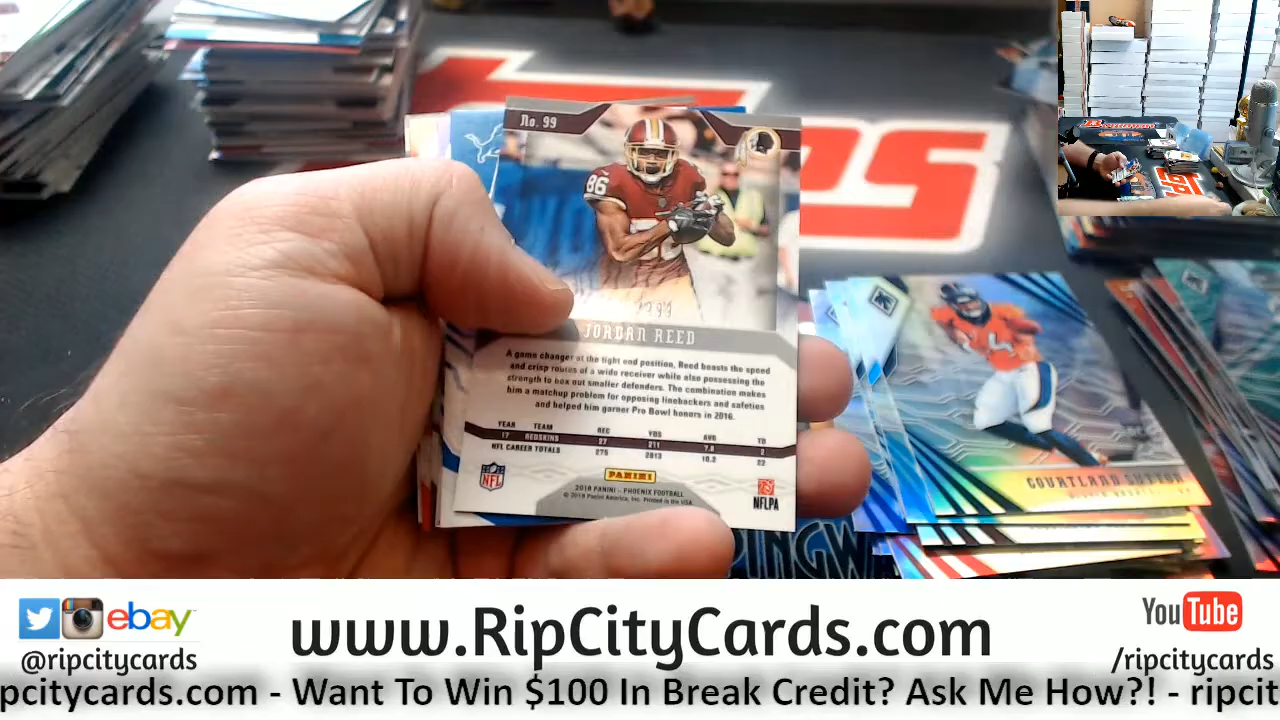 No. 99
86
JORDAN REED
A game changer at the tight end position, Reed boasts the speed
and crisp routes of a wide receiver while also possessing the
strength to box out smaller defenders. The combination makes
him a matchup problem for opposing linebackers and safeties
and helped him garner Pro Bowl honors in 2016.
YEAR TEAM REC YDS AVG TD
17 REDSKINS 27 211 7.8 2
NFL CAREER TOTALS 275 2813 10.2 22
NFL
PANINI
NFLPA
2018 PANINI – PHOENIX FOOTBALL
© 2018 Panini America, Inc. Printed in the USA
COURTLAND SUTTON
ebay
www.RipCityCards.com
YouTube
@ripcitycards
/ripcitycards
pcitycards.com - Want To Win $100 In Break Credit? Ask Me How?! - ripcit